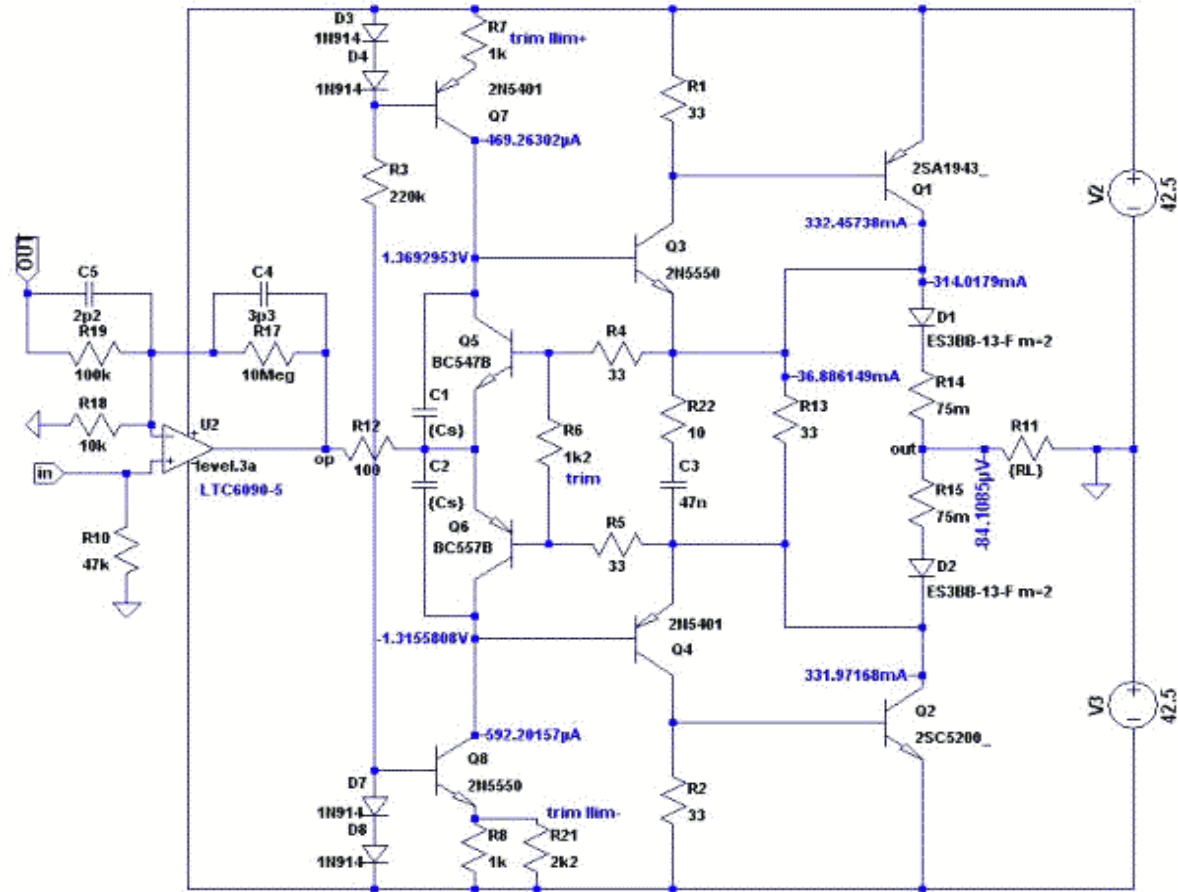 D3
1N914
D4
1N914
R7
1k
trim Ilim+
2N5401
Q7
-469.26302µA
R3
220k
R1
33
2SA1943_
Q1
332.45738mA
V2
42.5
OUT
C5
2p2
R19
100k
R18
10k
C4
3p3
R17
10Meg
U2
level.3a
LTC6090-5
in
R10
47k
op
R12
100
1.3692953V
Q3
2N5550
-314.0179mA
D1
ES3BB-13-F m=2
Q5
BC547B
R4
33
-36.886149mA
C1
{Cs}
C2
{Cs}
R6
1k2
trim
R22
10
C3
47n
R13
33
R14
75m
out
R11
{RL}
-84.1085µV
R15
75m
D2
ES3BB-13-F m=2
Q6
BC557B
R5
33
-1.3155808V
2N5401
Q4
331.97168mA
Q2
2SC5200_
V3
42.5
592.20157µA
Q8
2N5550
D7
1N914
D8
1N914
trim Ilim-
R8
1k
R21
2k2
R2
33